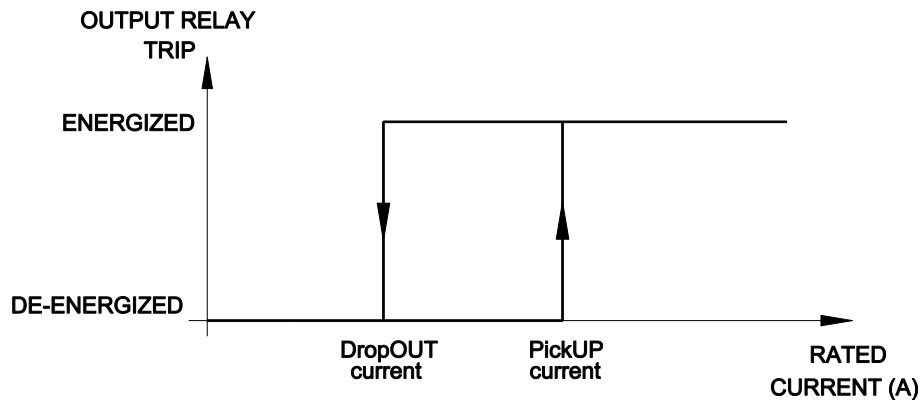 OUTPUT RELAY
TRIP
ENERGIZED
DE-ENERGIZED
DropOUT
current
PickUP
current
RATED
CURRENT (A)